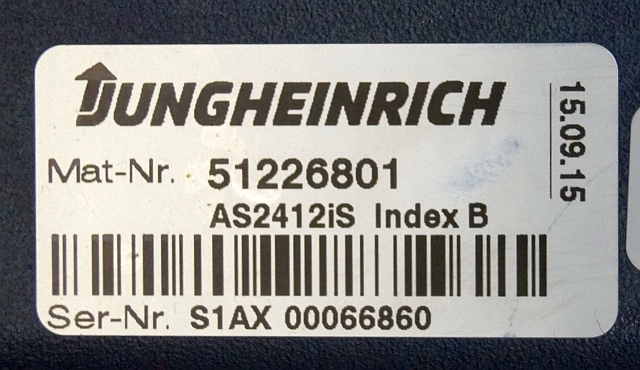 JUNGHEINRICH
Mat-Nr. 51226801
AS2412iS Index B
Ser-Nr. S1AX 00066860
15.09.15